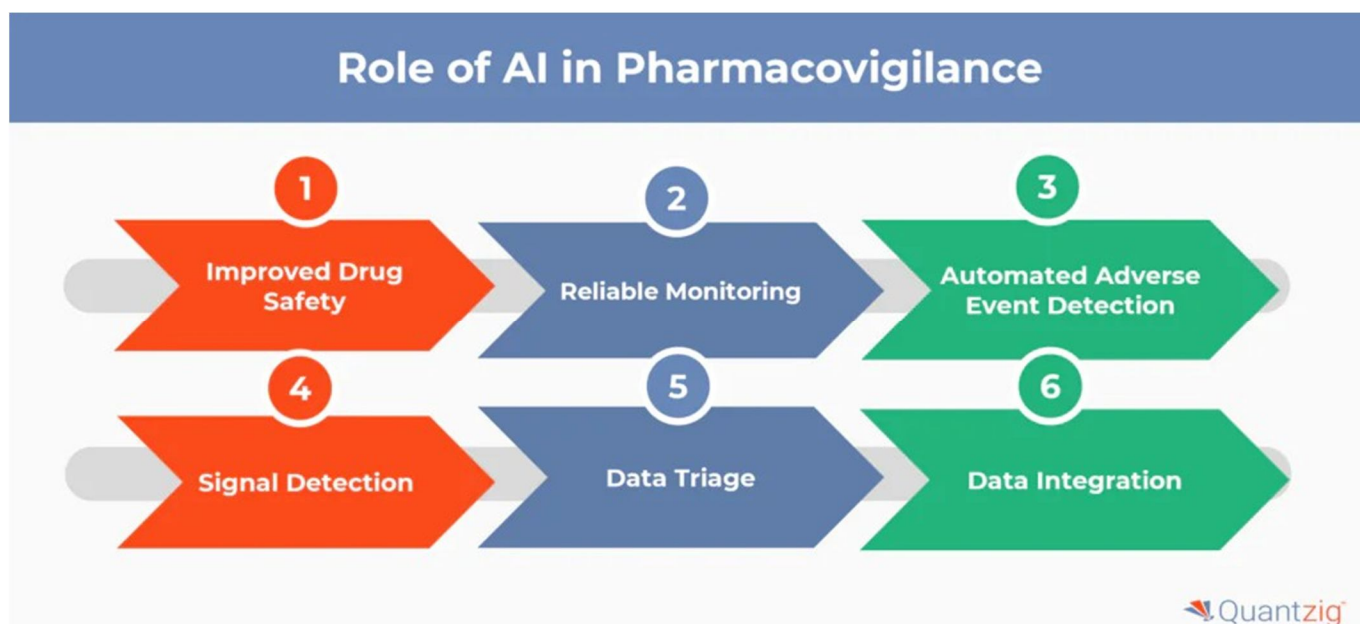 Role of AI in Pharmacovigilance
1
Improved Drug
Safety
2
Reliable Monitoring
3
Automated Adverse
Event Detection
4
Signal Detection
5
Data Triage
6
Data Integration
Quantzig